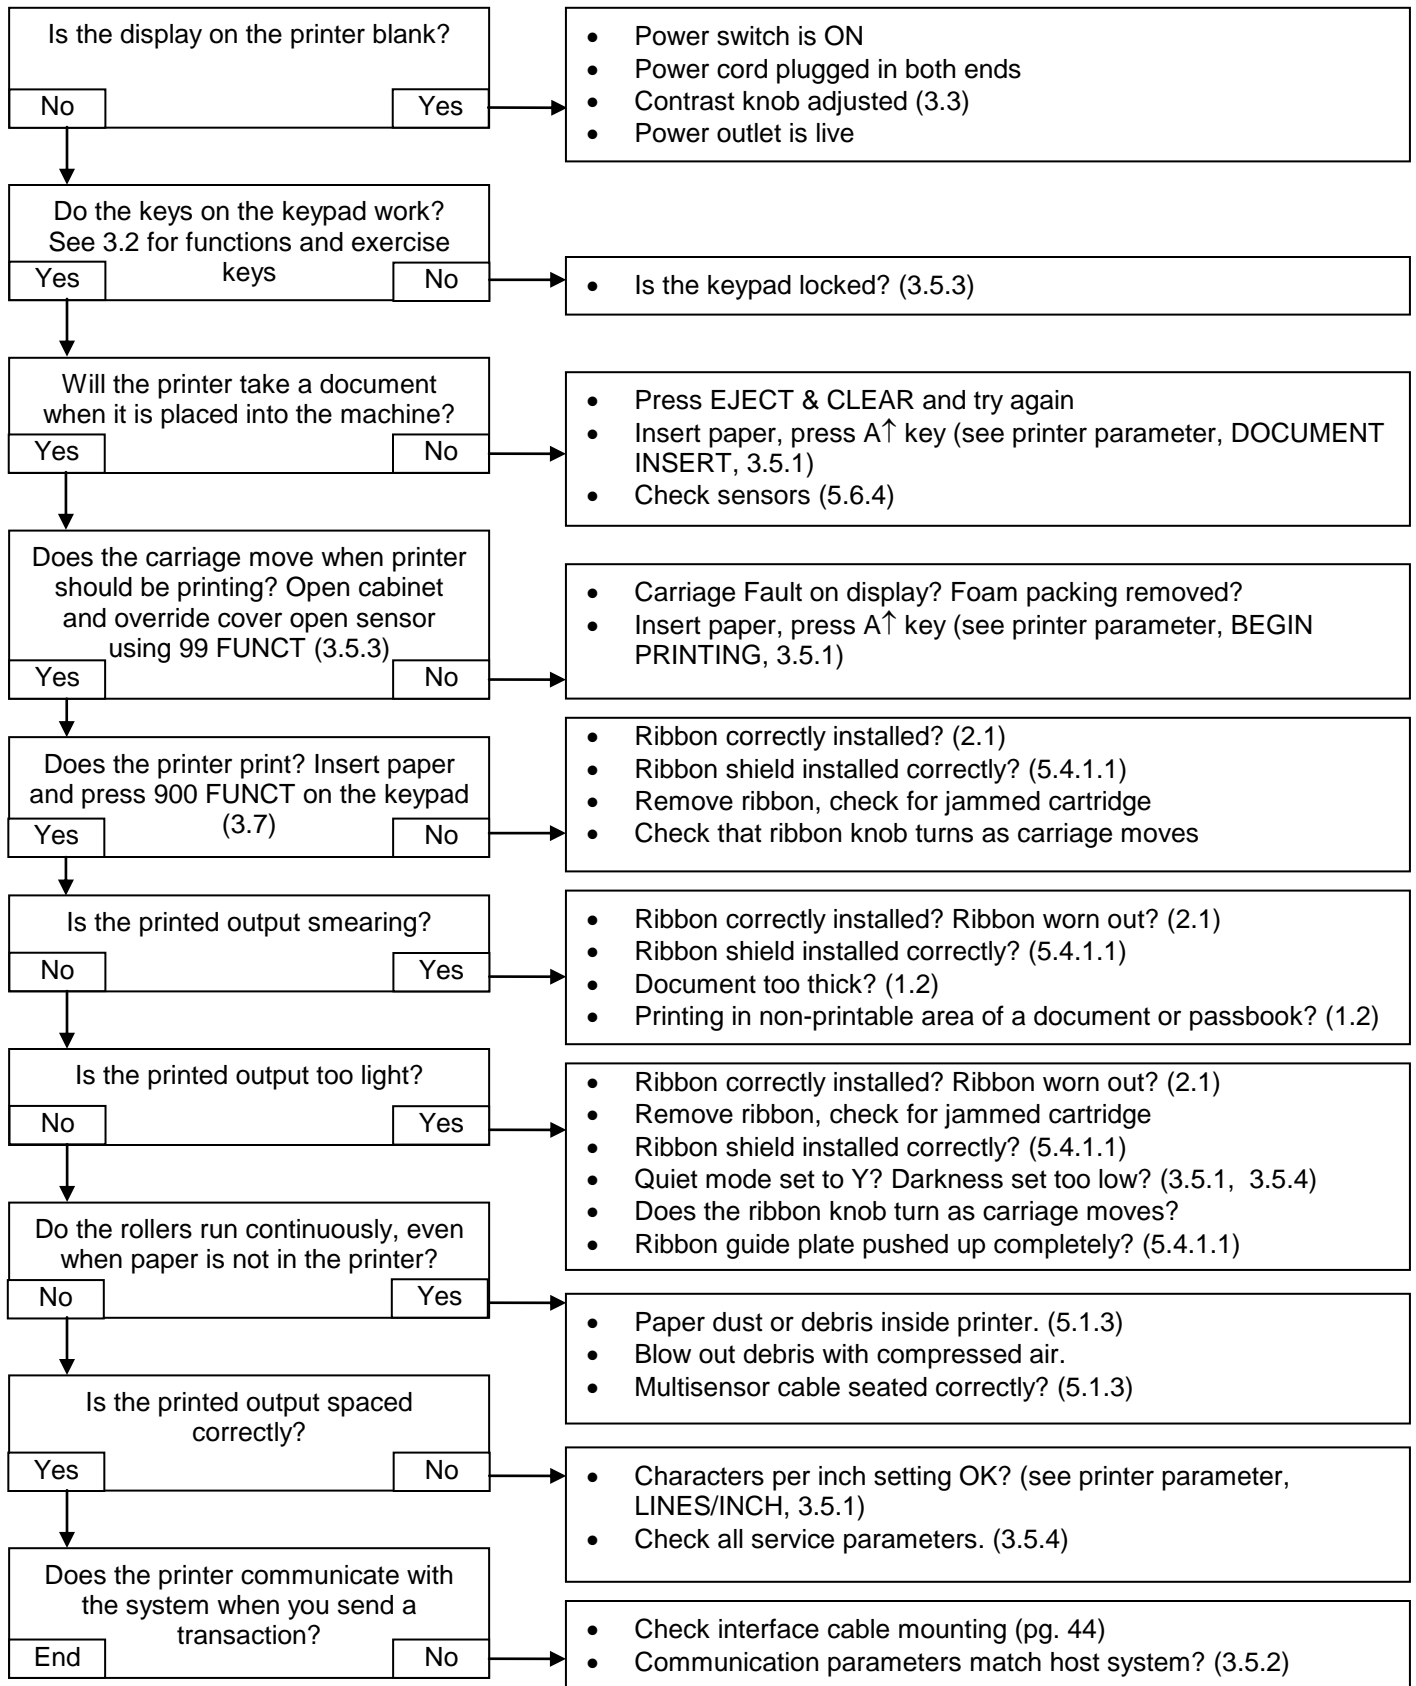 Is the display on the printer blank?
No
Yes
• Power switch is ON
• Power cord plugged in both ends
• Contrast knob adjusted (3.3)
• Power outlet is live
Do the keys on the keypad work?
See 3.2 for functions and exercise
keys
Yes
No
• Is the keypad locked? (3.5.3)
Will the printer take a document
when it is placed into the machine?
Yes
No
• Press EJECT & CLEAR and try again
• Insert paper, press A↑ key (see printer parameter, DOCUMENT
INSERT, 3.5.1)
• Check sensors (5.6.4)
Does the carriage move when printer
should be printing? Open cabinet
and override cover open sensor
using 99 FUNCT (3.5.3)
Yes
No
• Carriage Fault on display? Foam packing removed?
• Insert paper, press A↑ key (see printer parameter, BEGIN
PRINTING, 3.5.1)
Does the printer print? Insert paper
and press 900 FUNCT on the keypad
(3.7)
Yes
No
• Ribbon correctly installed? (2.1)
• Ribbon shield installed correctly? (5.4.1.1)
• Remove ribbon, check for jammed cartridge
• Check that ribbon knob turns as carriage moves
Is the printed output smearing?
No
Yes
• Ribbon correctly installed? Ribbon worn out? (2.1)
• Ribbon shield installed correctly? (5.4.1.1)
• Document too thick? (1.2)
• Printing in non-printable area of a document or passbook? (1.2)
Is the printed output too light?
No
Yes
• Ribbon correctly installed? Ribbon worn out? (2.1)
• Remove ribbon, check for jammed cartridge
• Ribbon shield installed correctly? (5.4.1.1)
• Quiet mode set to Y? Darkness set too low? (3.5.1, 3.5.4)
• Does the ribbon knob turn as carriage moves?
• Ribbon guide plate pushed up completely? (5.4.1.1)
Do the rollers run continuously, even
when paper is not in the printer?
No
Yes
• Paper dust or debris inside printer. (5.1.3)
• Blow out debris with compressed air.
• Multisensor cable seated correctly? (5.1.3)
Is the printed output spaced
correctly?
Yes
No
• Characters per inch setting OK? (see printer parameter,
LINES/INCH, 3.5.1)
• Check all service parameters. (3.5.4)
Does the printer communicate with
the system when you send a
transaction?
End
No
• Check interface cable mounting (pg. 44)
• Communication parameters match host system? (3.5.2)